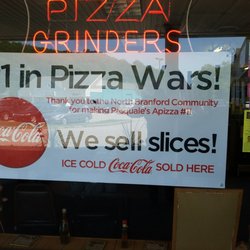 PIZZA
GRINDERS
1 in Pizza Wars!
Thank you to the North Branford Community
for making Pasquale's Apizza #1!
Coca-Cola
We sell slices!
ICE COLD Coca-Cola SOLD HERE